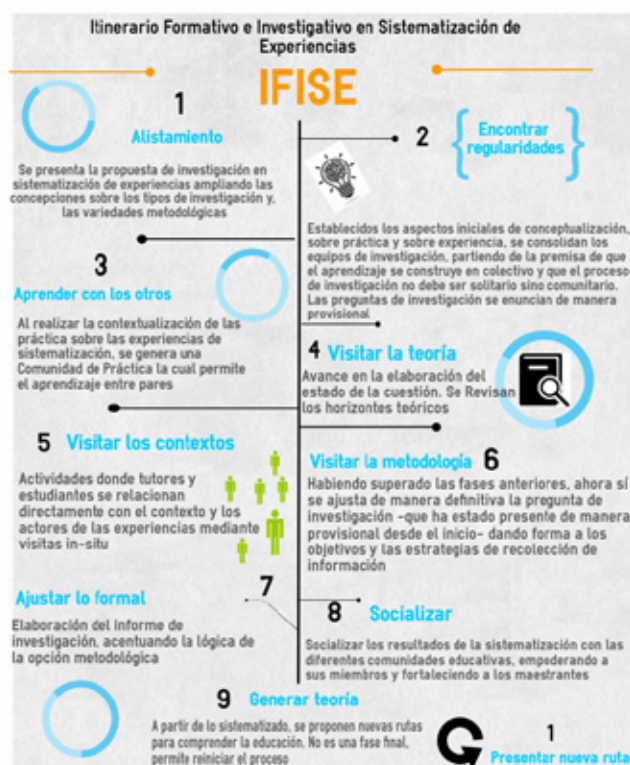 Itinerario Formativo e Investigativo en Sistematización de
Experiencias
IFISE
1
Alistamiento
Se presenta la propuesta de investigación en
sistematización de experiencias ampliando las
concepciones sobre los tipos de investigación y,
las variedades metodológicas
2
Encontrar
regularidades
Establecidos los aspectos iniciales de conceptualización,
sobre práctica y sobre experiencia, se consolidan los
equipos de investigación, partiendo de la premisa de que
el aprendizaje se construye en colectivo y que el proceso
de investigación no debe ser solitario sino comunitario.
Las preguntas de investigación se enuncian de manera
provisional
3
Aprender con los otros
Al realizar la contextualización de las
práctica sobre las experiencias de
sistematización, se genera una
Comunidad de Práctica la cual permite
el aprendizaje entre pares
4 Visitar la teoría
Avance en la elaboración del
estado de la cuestión. Se Revisan
los horizontes teóricos
5 Visitar los contextos
Actividades donde tutores y
estudiantes se relacionan
directamente con el contexto y los
actores de las experiencias mediante
visitas in-situ
Visitar la metodología 6
Habiendo superado las fases anteriores, ahora sí
se ajusta de manera definitiva la pregunta de
investigación -que ha estado presente de manera
provisional desde el inicio- dando forma a los
objetivos y las estrategias de recolección de
información
7
Ajustar lo formal
Elaboración del informe de
investigación, acentuando la lógica de
la opción metodológica
8 Socializar
Socializar los resultados de la sistematización con las
diferentes comunidades educativas, empoderando a
sus miembros y fortaleciendo a los maestrantes
9 Generar teoría
A partir de lo sistematizado, se proponen nuevas rutas
para comprender la educación. No es una fase final,
permite reiniciar el proceso
1
Presentar nueva ruta